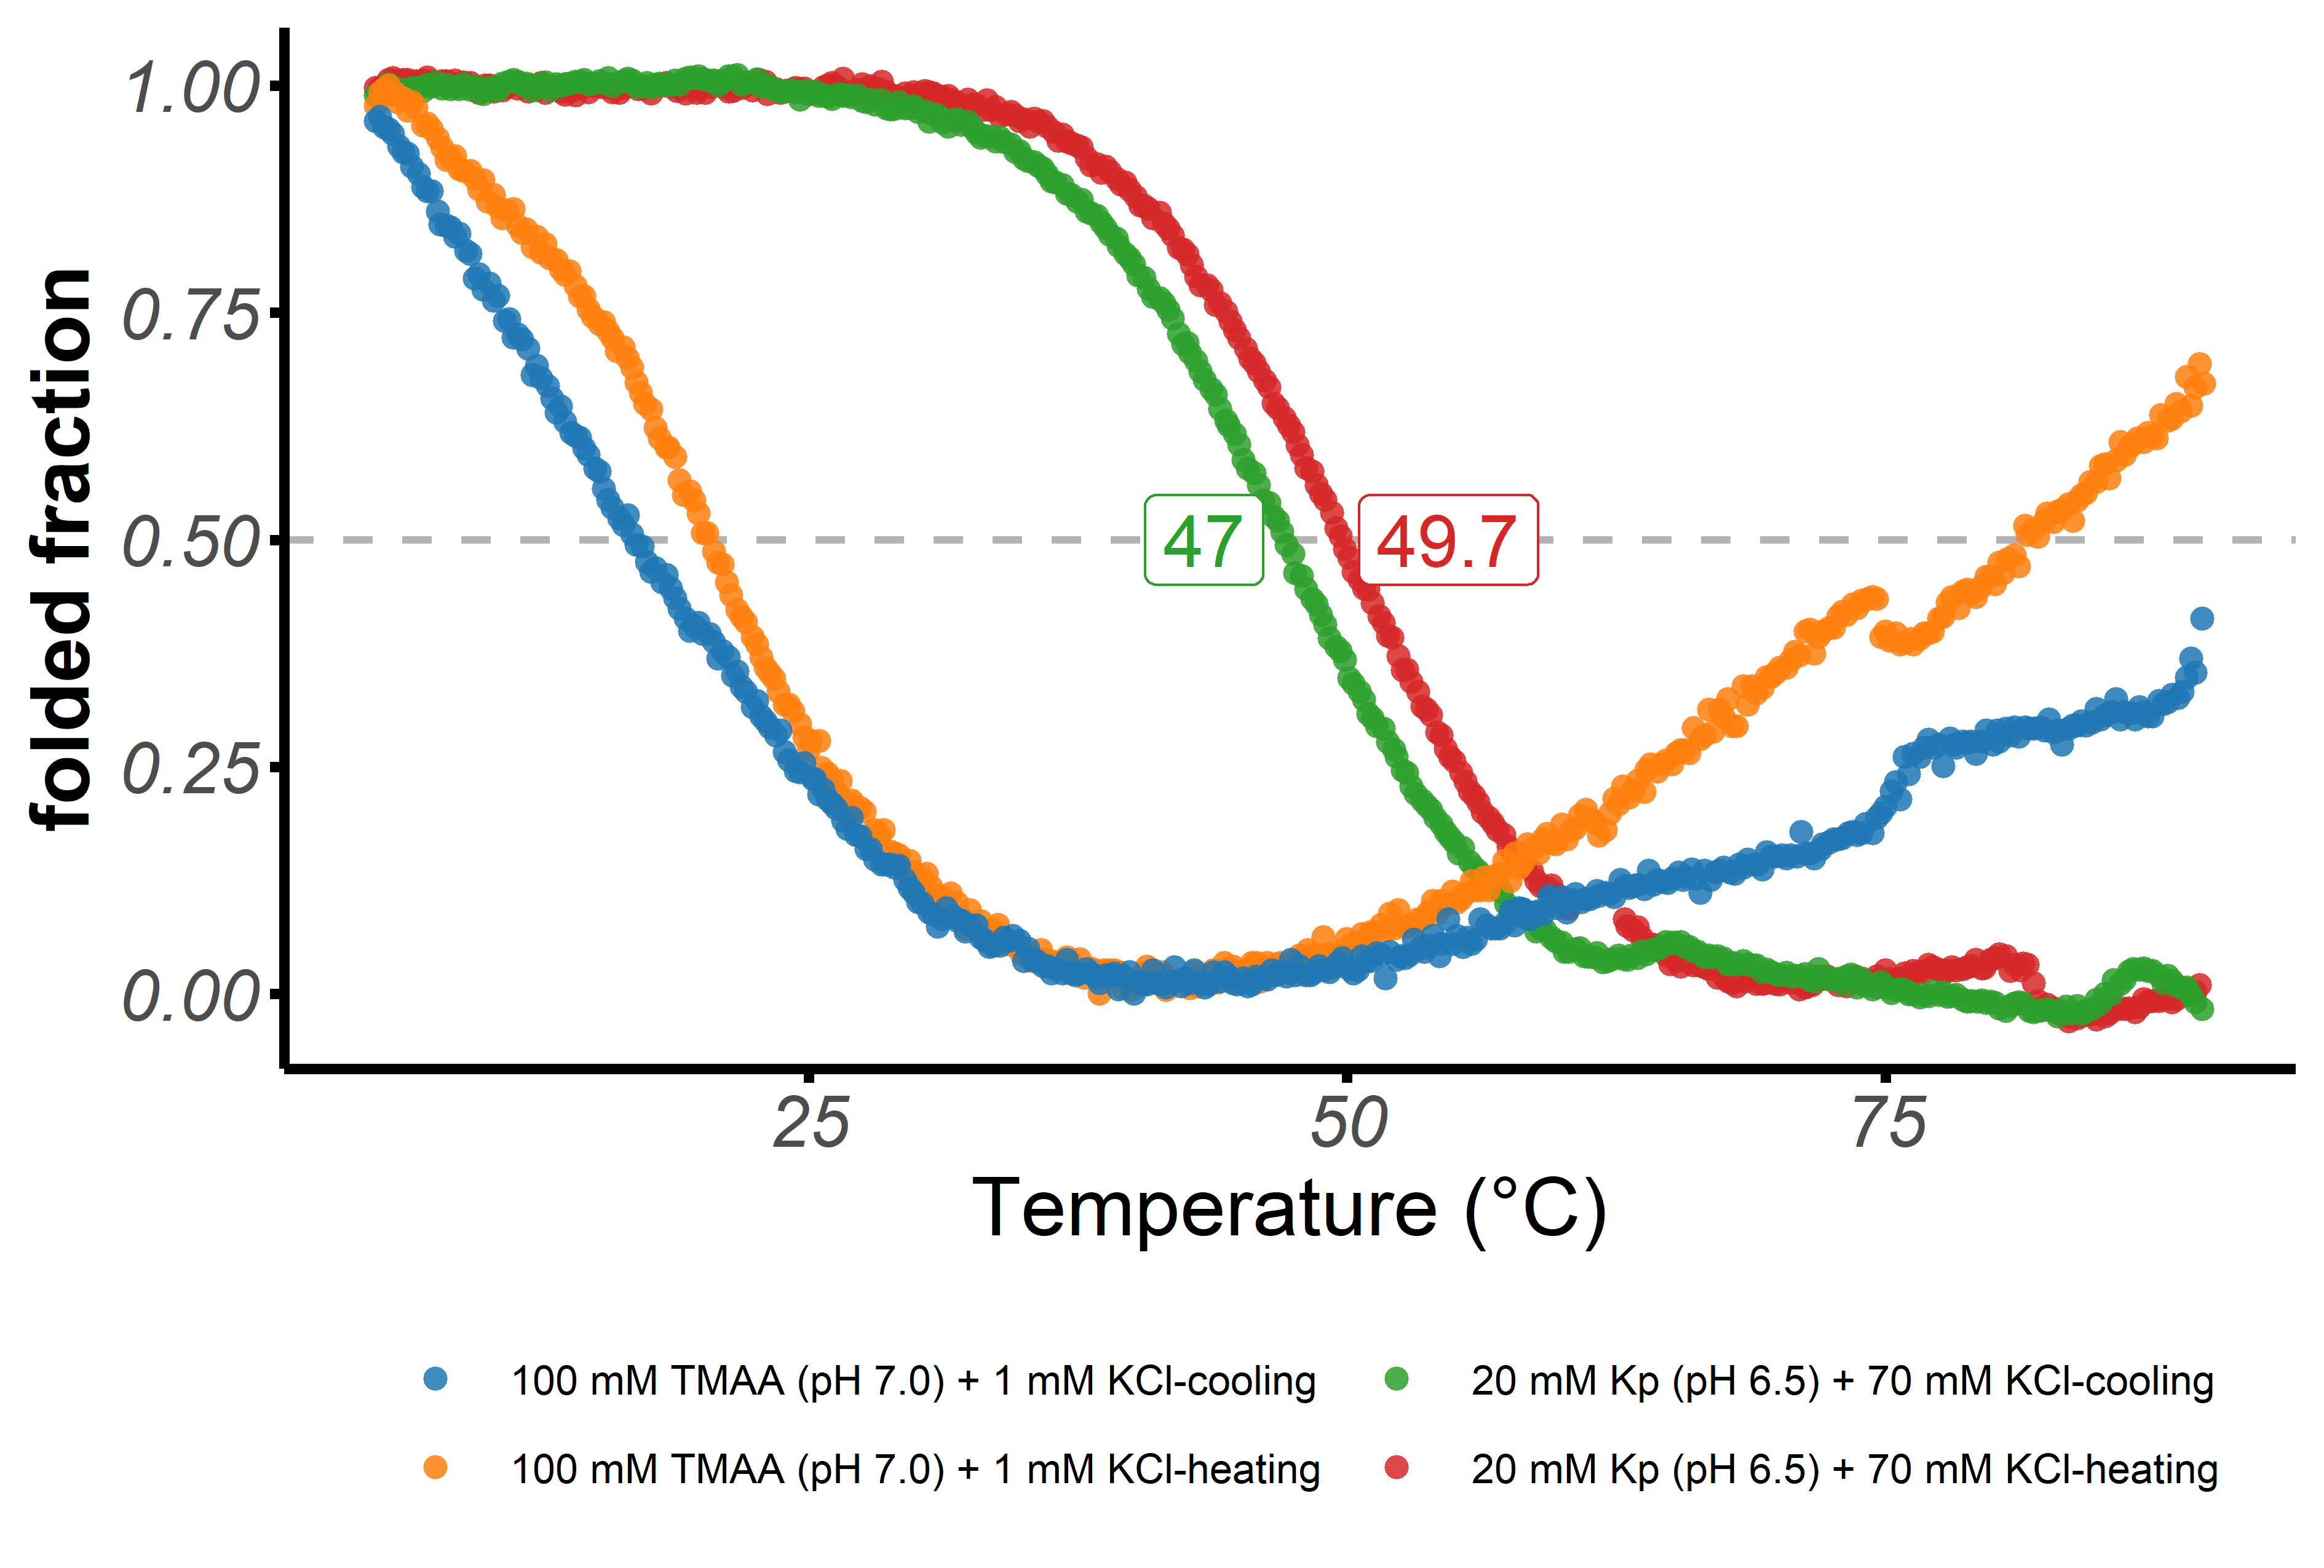 1.00
0.75
0.50
0.25
0.00
folded fraction
47
49.7
25
50
75
Temperature (°C)
100 mM TMAA (pH 7.0) + 1 mM KCl-cooling
20 mM Kp (pH 6.5) + 70 mM KCl-cooling
100 mM TMAA (pH 7.0) + 1 mM KCl-heating
20 mM Kp (pH 6.5) + 70 mM KCl-heating